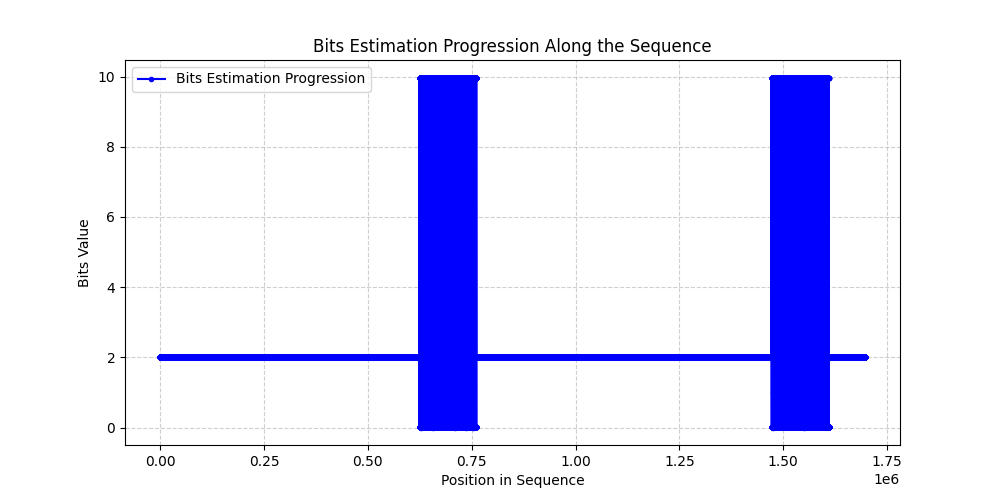 Bits Estimation Progression Along the Sequence
Bits Estimation Progression
10
8
6
4
2
0
Bits Value
0.00 0.25 0.50 0.75 1.00 1.25 1.50 1.75
1e6
Position in Sequence